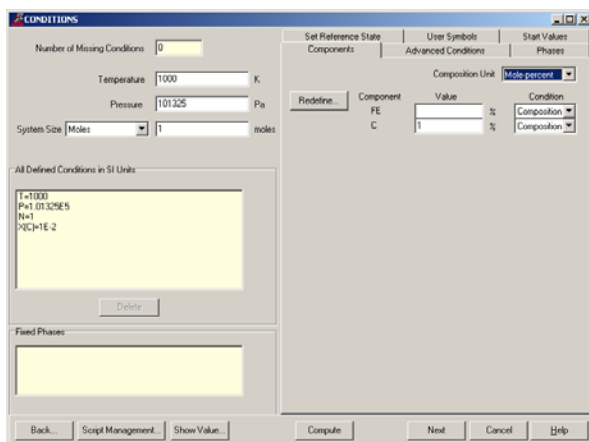 CONDITIONS
Number of Missing Conditions 0
Temperature 1000 K
Pressure 101325 Pa
System Size Moles 1 moles
All Defined Conditions in SI Units
T=1000
P=1.01325E5
N=1
X(C)=1E-2
Delete
Fixed Phases
Set Reference State User Symbols Start Values
Components Advanced Conditions Phases
Composition Unit Mole-percent
Redefine... Component Value Condition
FE % Composition
C 1 % Composition
Back... Script Management... Show Value... Compute Next Cancel Help